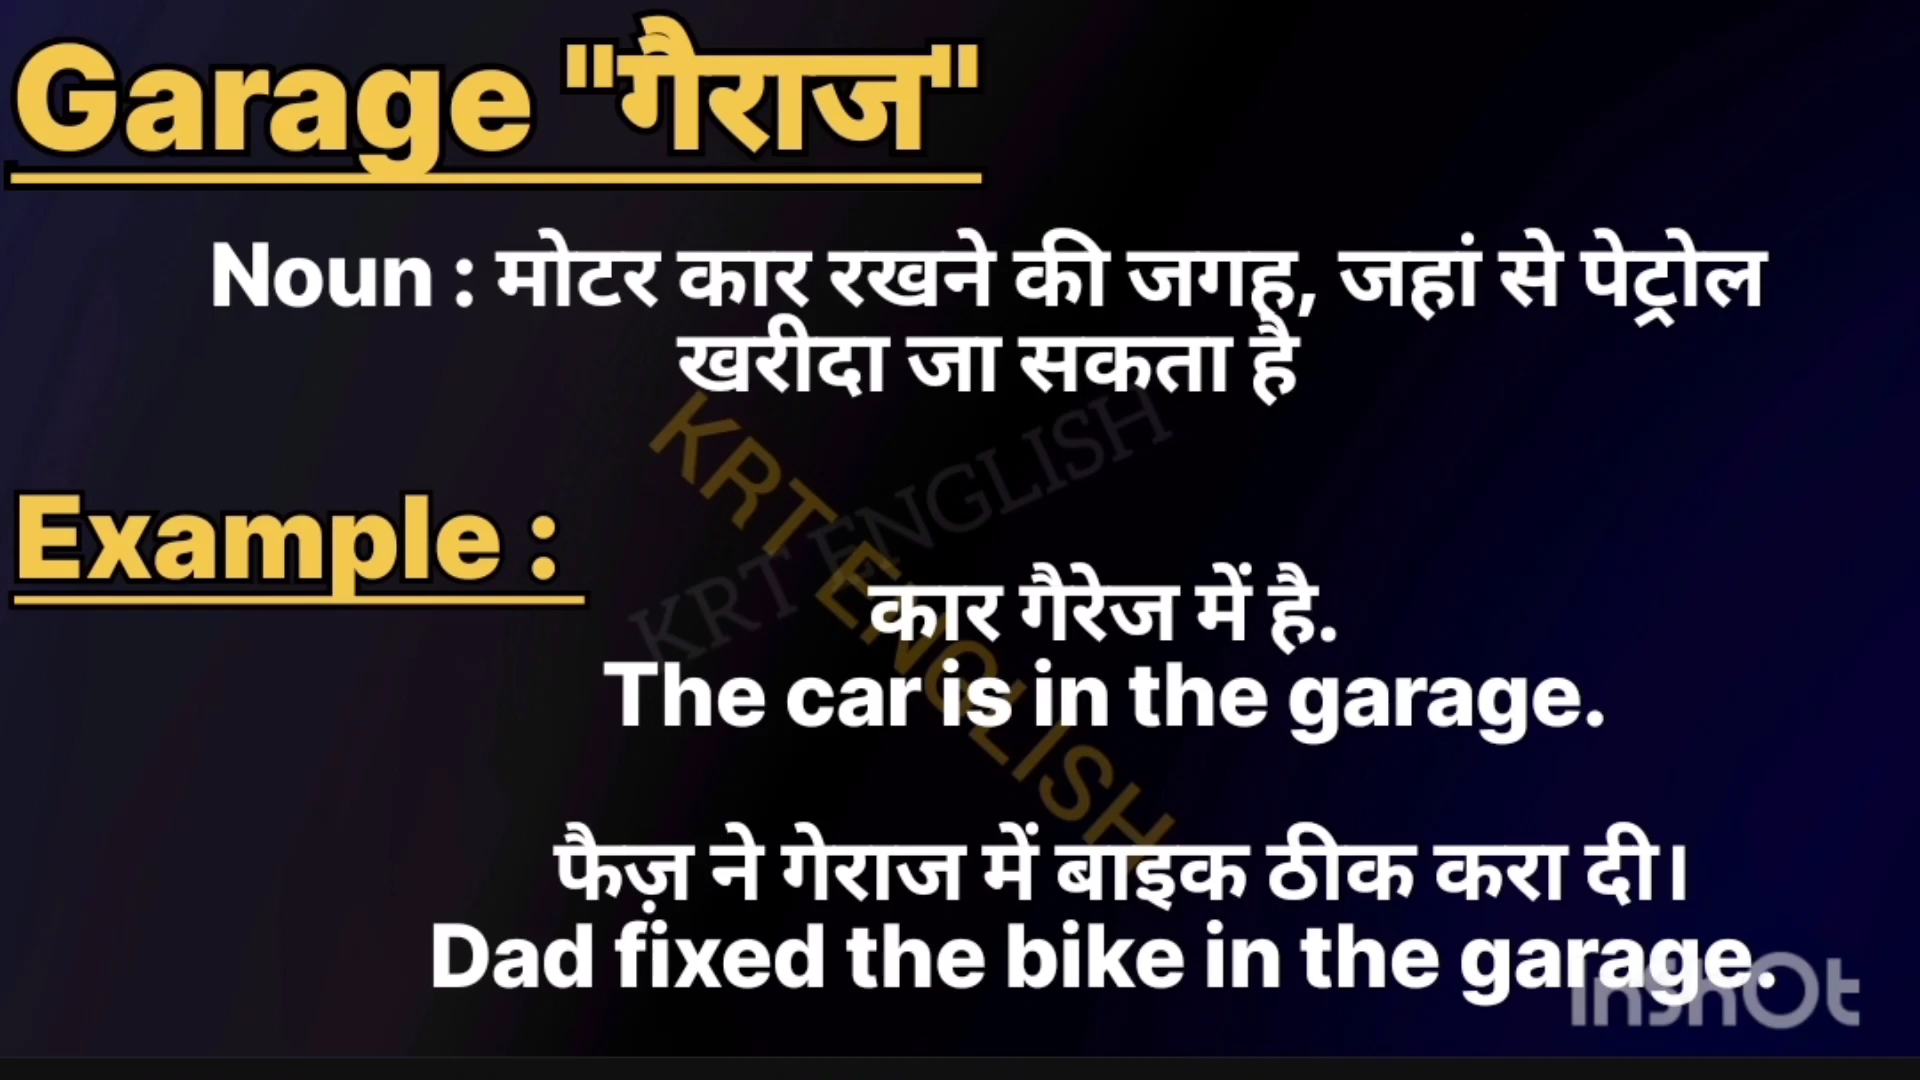 Garage "गैराज"
Noun : मोटर कार रखने की जगह, जहां से पेट्रोल
खरीदा जा सकता है
KRT ENGLISH
KRT ENGLISH
Example :
कार गैरेज में है.
The car is in the garage.
फैज़ ने गेराज में बाइक ठीक करा दी।
Dad fixed the bike in the garage.
InShOt